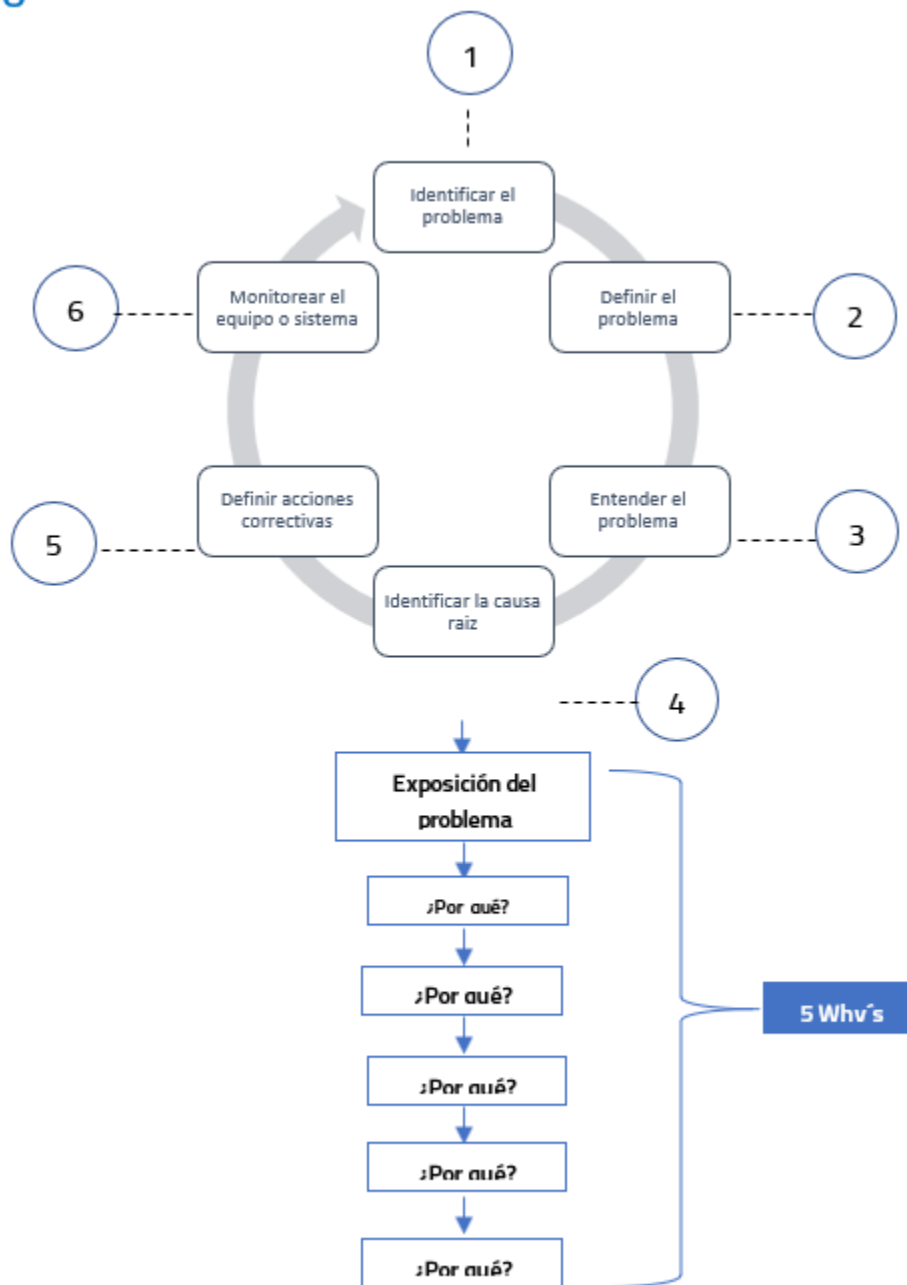 1
Identificar el
problema
6
Monitorear el
equipo o sistema
Definir el
problema
2
5
Definir acciones
correctivas
Entender el
problema
3
Identificar la causa
raiz
4
Exposición del
problema
¿Por qué?
¿Por qué?
5 Why´s
¿Por qué?
¿Por qué?
¿Por qué?